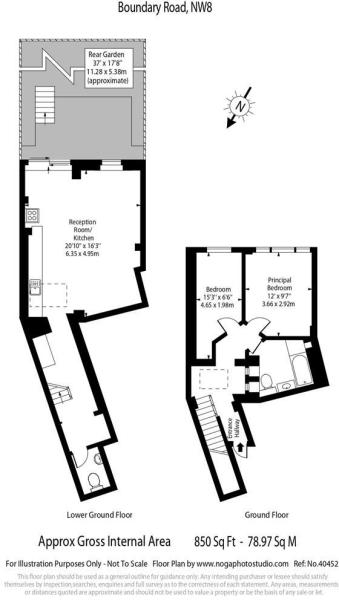 Boundary Road, NW8
Rear Garden
37' x 17'8"
11.28 x 5.38m
(approximate)
N
Reception
Room/
Kitchen
20'10" x 16'3"
6.35 x 4.95m
Bedroom
15'3" x 6'6"
4.65 x 1.98m
Principal
Bedroom
12' x 9'7"
3.66 x 2.92m
Entrance
Hallway
Lower Ground Floor
Ground Floor
Approx Gross Internal Area 850 Sq Ft - 78.97 Sq M
For Illustration Purposes Only - Not To Scale Floor Plan by www.nogaphotostudio.com Ref: No.40452
This floor plan should be used as a general outline for guidance only. Any intending purchaser or lessee should satisfy
themselves by inspection, searches, enquiries and full survey as to the correctness of each statement. Any areas, measurements
or distances quoted are approximate and should not be used to value a property or be the basis of any sale or let.